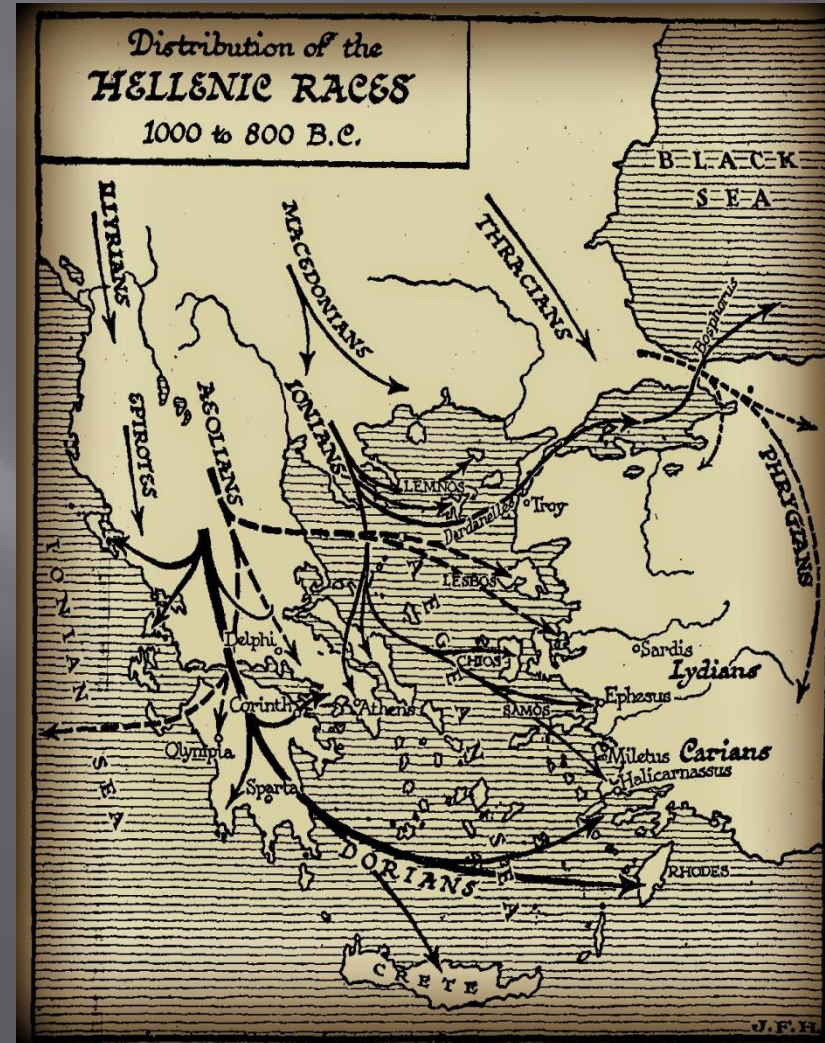 Distribution of the
HELLENIC RACES
1000 to 800 B.C.
BLACK
SEA
ILLYRIANS
MACEDONIANS
THRACIANS
Bosphorus
EPIROTES
AEOLIANS
IONIANS
PHRYGIANS
LEMNOS
Dardanelles
Troy
IONIAN SEA
AEGEAN SEA
LESBOS
Delphi
CHIOS
Sardis
Lydians
Corinth
Athens
SAMOS
Ephesus
Olympia
Miletus
Carians
Halicarnassus
Sparta
DORIANS
RHODES
CRETE
J.F.H.